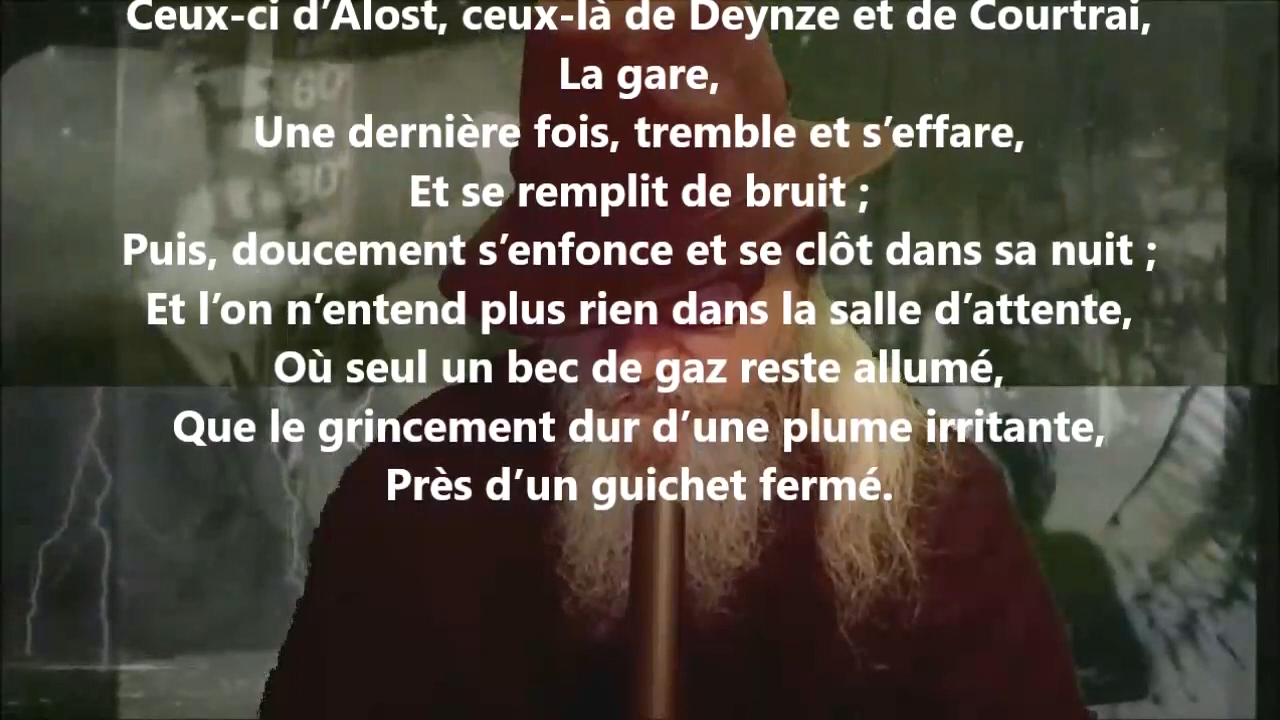 Ceux-ci d’Alost, ceux-là de Deynze et de Courtrai,
La gare,
Une dernière fois, tremble et s’effare,
Et se remplit de bruit ;
Puis, doucement s’enfonce et se clôt dans sa nuit ;
Et l’on n’entend plus rien dans la salle d’attente,
Où seul un bec de gaz reste allumé,
Que le grincement dur d’une plume irritante,
Près d’un guichet fermé.
60
30